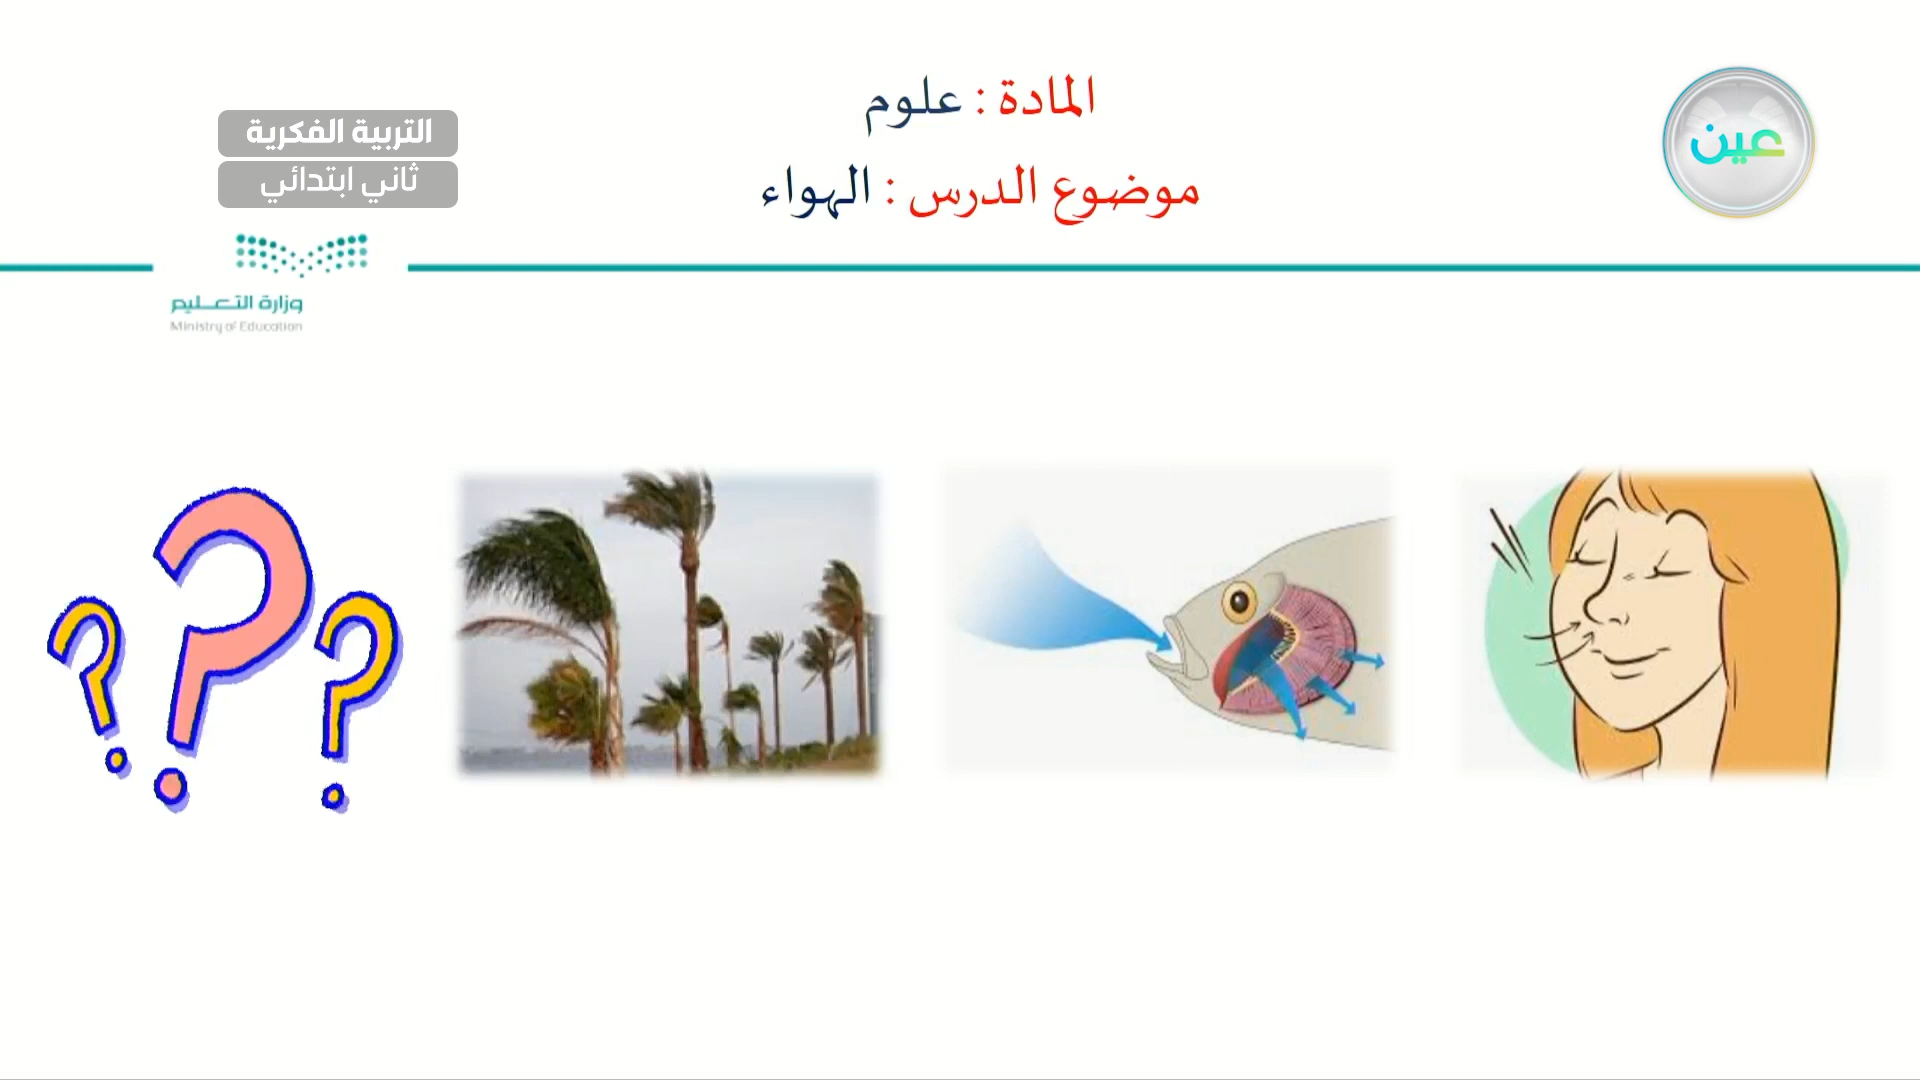 المادة : علوم
موضوع الدرس : الهواء
عين
التربية الفكرية
ثاني ابتدائي
وزارة التعليم
Ministry of Education